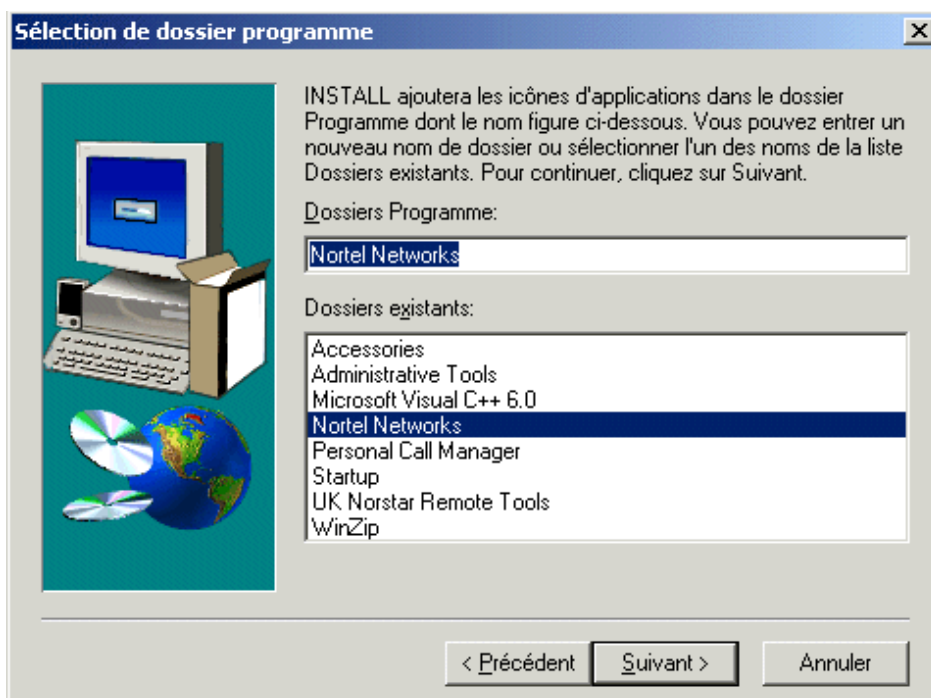 Sélection de dossier programme
INSTALL ajoutera les icônes d'applications dans le dossier
Programme dont le nom figure ci-dessous. Vous pouvez entrer un
nouveau nom de dossier ou sélectionner l'un des noms de la liste
Dossiers existants. Pour continuer, cliquez sur Suivant.
Dossiers Programme:
Nortel Networks
Dossiers existants:
Accessories
Administrative Tools
Microsoft Visual C++ 6.0
Nortel Networks
Personal Call Manager
Startup
UK Norstar Remote Tools
WinZip
< Précédent
Suivant >
Annuler